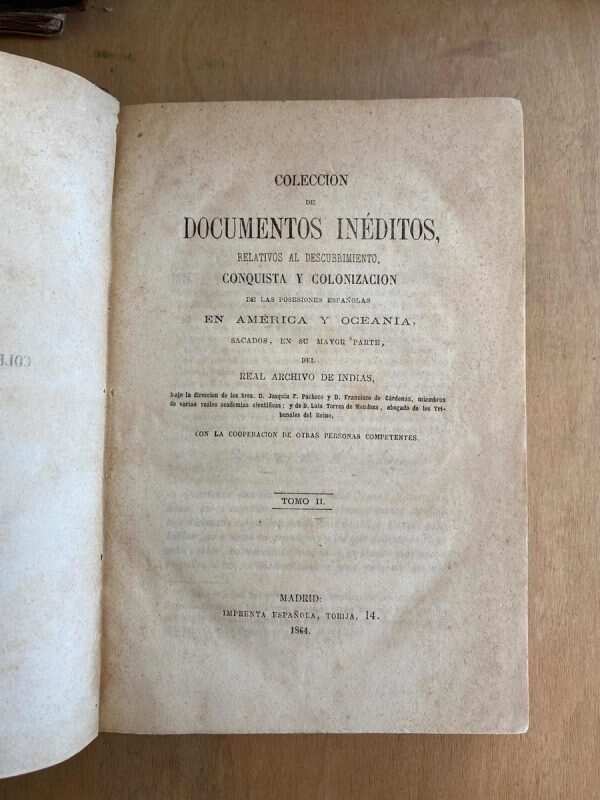 COLECCION
DE
DOCUMENTOS INÉDITOS,
RELATIVOS AL DESCUBRIMIENTO,
CONQUISTA Y COLONIZACION
DE LAS POSESIONES ESPAÑOLAS
EN AMÉRICA Y OCEANÍA,
SACADOS, EN SU MAYOR PARTE,
DEL
REAL ARCHIVO DE INDIAS,
bajo la direccion de los Sres. D. Joaquin F. Pacheco y D. Francisco de Cárdenas, miembros
de varias reales academias científicas; y de D. Luis Torres de Mendoza, abogado de los Tri-
bunales del Reino,
CON LA COOPERACION DE OTRAS PERSONAS COMPETENTES.
TOMO II.
MADRID:
IMPRENTA ESPAÑOLA, TORIJA, 14.
1864.